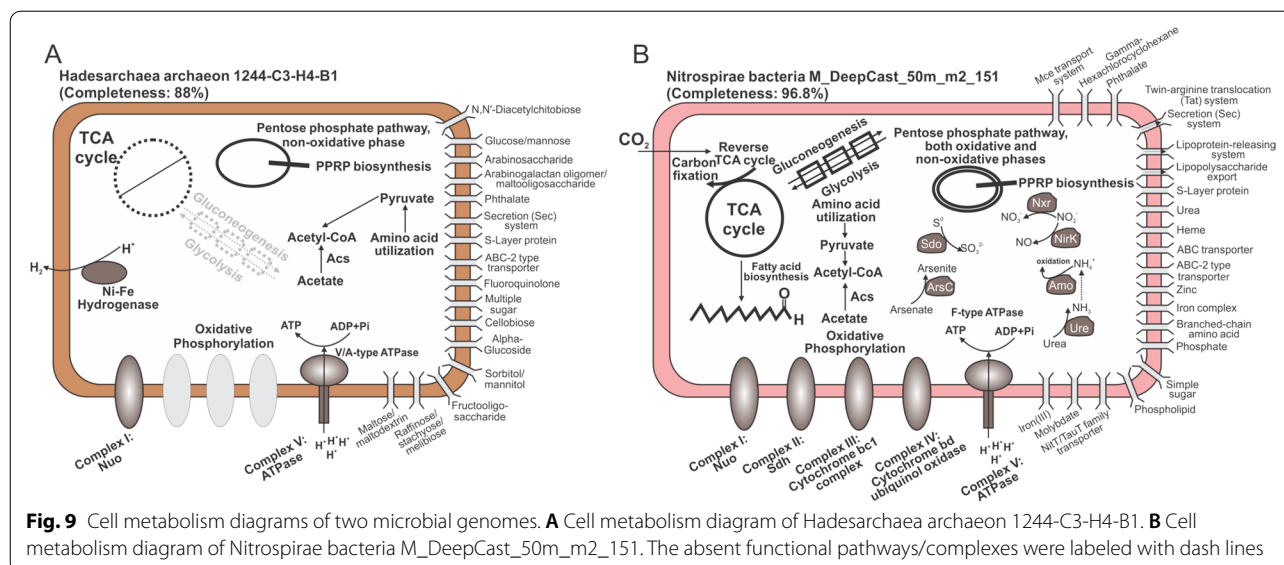 A
Hadesarchaea archaeon 1244-C3-H4-B1
(Completeness: 88%)
TCA
cycle
Pentose phosphate pathway,
non-oxidative phase
PPRP biosynthesis
Gluconeogenesis
Glycolysis
Pyruvate
Acetyl-CoA
Amino acid
utilization
Acs
Acetate
H₂
H⁺
Ni-Fe
Hydrogenase
Oxidative
Phosphorylation
ATP
ADP+Pi
V/A-type ATPase
Complex I:
Nuo
Complex V:
ATPase
H⁺H⁺H⁺
H⁺
N,N'-Diacetylchitobiose
Glucose/mannose
Arabinosaccharide
Arabinogalactan oligomer/
maltooligosaccharide
Phthalate
Secretion (Sec)
system
S-Layer protein
ABC-2 type
transporter
Fluoroquinolone
Multiple
sugar
Cellobiose
Alpha-
Glucoside
Sorbitol/
mannitol
Fructooligo-
saccharide
Maltose/
maltodextrin
Raffinose/
stachyose/
melibiose
B
Nitrospirae bacteria M_DeepCast_50m_m2_151
(Completeness: 96.8%)
CO₂
Carbon
fixation
Reverse
TCA cycle
TCA
cycle
Gluconeogenesis
Glycolysis
Pentose phosphate pathway,
both oxidative and
non-oxidative phases
PPRP biosynthesis
Amino acid
utilization
Pyruvate
Acetyl-CoA
Acs
Acetate
Fatty acid
biosynthesis
O
H
S⁰
Sdo
SO₃²⁻
Arsenite
ArsC
Arsenate
Nxr
NO₃⁻
NO₂⁻
NO
NirK
oxidation
NH₄⁺
Amo
NH₃
Urea
Ure
Oxidative
Phosphorylation
F-type ATPase
ATP
ADP+Pi
Complex I:
Nuo
Complex II:
Sdh
Complex III:
Cytochrome bc1
complex
Complex IV:
Cytochrome bd
ubiquinol oxidase
Complex V:
ATPase
H⁺H⁺H⁺
H⁺
Mce transport
system
Gamma-
Hexachlorocyclohexane
Phthalate
Twin-arginine translocation
(Tat) system
Secretion (Sec)
system
Lipoprotein-releasing
system
Lipopolysaccharide
export
S-Layer protein
Urea
Heme
ABC transporter
ABC-2 type
transporter
Zinc
Iron complex
Branched-chain
amino acid
Phosphate
Simple
sugar
Phospholipid
Iron(III)
Molybdate
NitT/TauT family
transporter
Fig. 9 Cell metabolism diagrams of two microbial genomes. A Cell metabolism diagram of Hadesarchaea archaeon 1244-C3-H4-B1. B Cell
metabolism diagram of Nitrospirae bacteria M_DeepCast_50m_m2_151. The absent functional pathways/complexes were labeled with dash lines